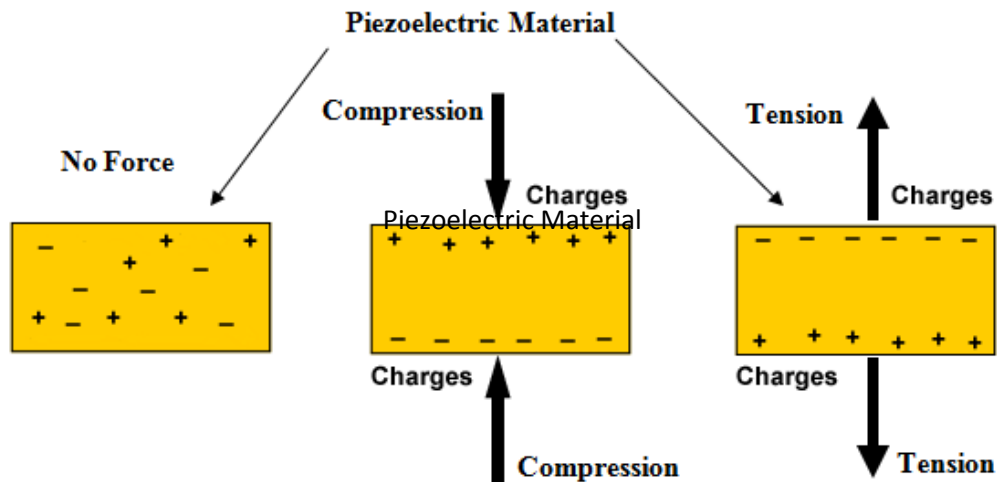 Piezoelectric Material
Compression
Tension
No Force
Charges
Charges
Piezoelectric Material
− + +
+ −
− −
+ − + + −
+ + + + + +
− − − − − −
− − − − − −
+ + + + + +
Charges
Charges
Compression
Tension